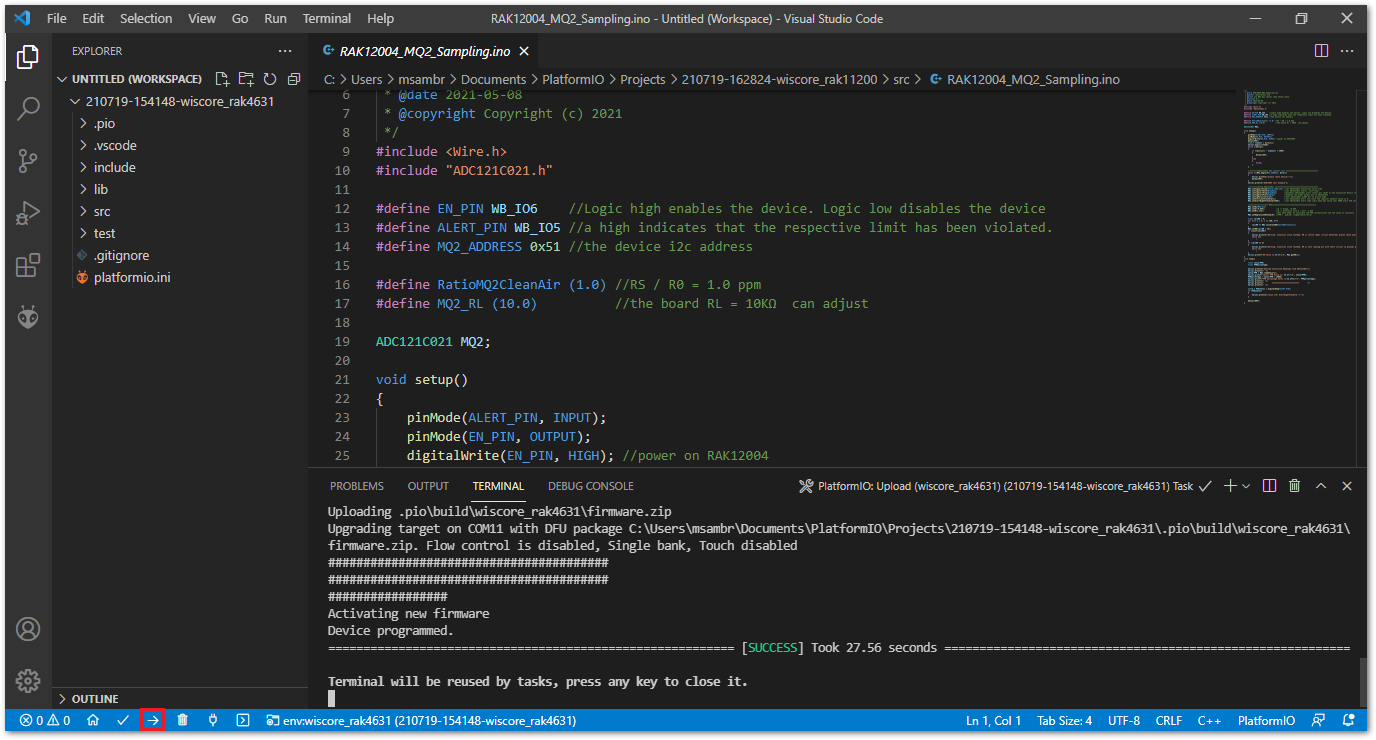 File Edit Selection View Go Run Terminal Help RAK12004_MQ2_Sampling.ino - Untitled (Workspace) - Visual Studio Code
EXPLORER
UNTITLED (WORKSPACE)
210719-154148-wiscore_rak4631
.pio
.vscode
include
lib
src
test
.gitignore
platformio.ini
OUTLINE
RAK12004_MQ2_Sampling.ino
C: > Users > msambr > Documents > PlatformIO > Projects > 210719-162824-wiscore_rak11200 > src > RAK12004_MQ2_Sampling.ino
6 * @date 2021-05-08
7 * @copyright Copyright (c) 2021
8 */
9 #include <Wire.h>
10 #include "ADC121C021.h"
11
12 #define EN_PIN WB_IO6 //Logic high enables the device. Logic low disables the device
13 #define ALERT_PIN WB_IO5 //a high indicates that the respective limit has been violated.
14 #define MQ2_ADDRESS 0x51 //the device i2c address
15
16 #define RatioMQ2CleanAir (1.0) //RS / R0 = 1.0 ppm
17 #define MQ2_RL (10.0) //the board RL = 10KΩ can adjust
18
19 ADC121C021 MQ2;
20
21 void setup()
22 {
23 pinMode(ALERT_PIN, INPUT);
24 pinMode(EN_PIN, OUTPUT);
25 digitalWrite(EN_PIN, HIGH); //power on RAK12004
PROBLEMS OUTPUT TERMINAL DEBUG CONSOLE PlatformIO: Upload (wiscore_rak4631) (210719-154148-wiscore_rak4631) Task
Uploading .pio\build\wiscore_rak4631\firmware.zip
Upgrading target on COM11 with DFU package C:\Users\msambr\Documents\PlatformIO\Projects\210719-154148-wiscore_rak4631\.pio\build\wiscore_rak4631\
firmware.zip. Flow control is disabled, Single bank, Touch disabled
########################################
########################################
#################
Activating new firmware
Device programmed.
========================================================== [SUCCESS] Took 27.56 seconds ==========================================================
Terminal will be reused by tasks, press any key to close it.
0 0 env:wiscore_rak4631 (210719-154148-wiscore_rak4631) Ln 1, Col 1 Tab Size: 4 UTF-8 CRLF C++ PlatformIO